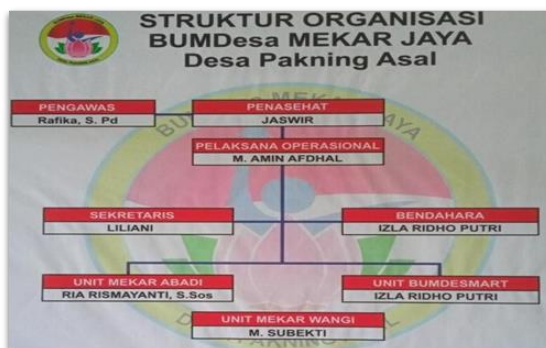 STRUKTUR ORGANISASI
BUMDesa MEKAR JAYA
Desa Pakning Asal
PENGAWAS
Rafika, S. Pd
PENASEHAT
JASWIR
PELAKSANA OPERASIONAL
M. AMIN AFDHAL
SEKRETARIS
LILIANI
BENDAHARA
IZLA RIDHO PUTRI
UNIT MEKAR ABADI
RIA RISMAYANTI, S.Sos
UNIT BUMDESMART
IZLA RIDHO PUTRI
UNIT MEKAR WANGI
M. SUBEKTI